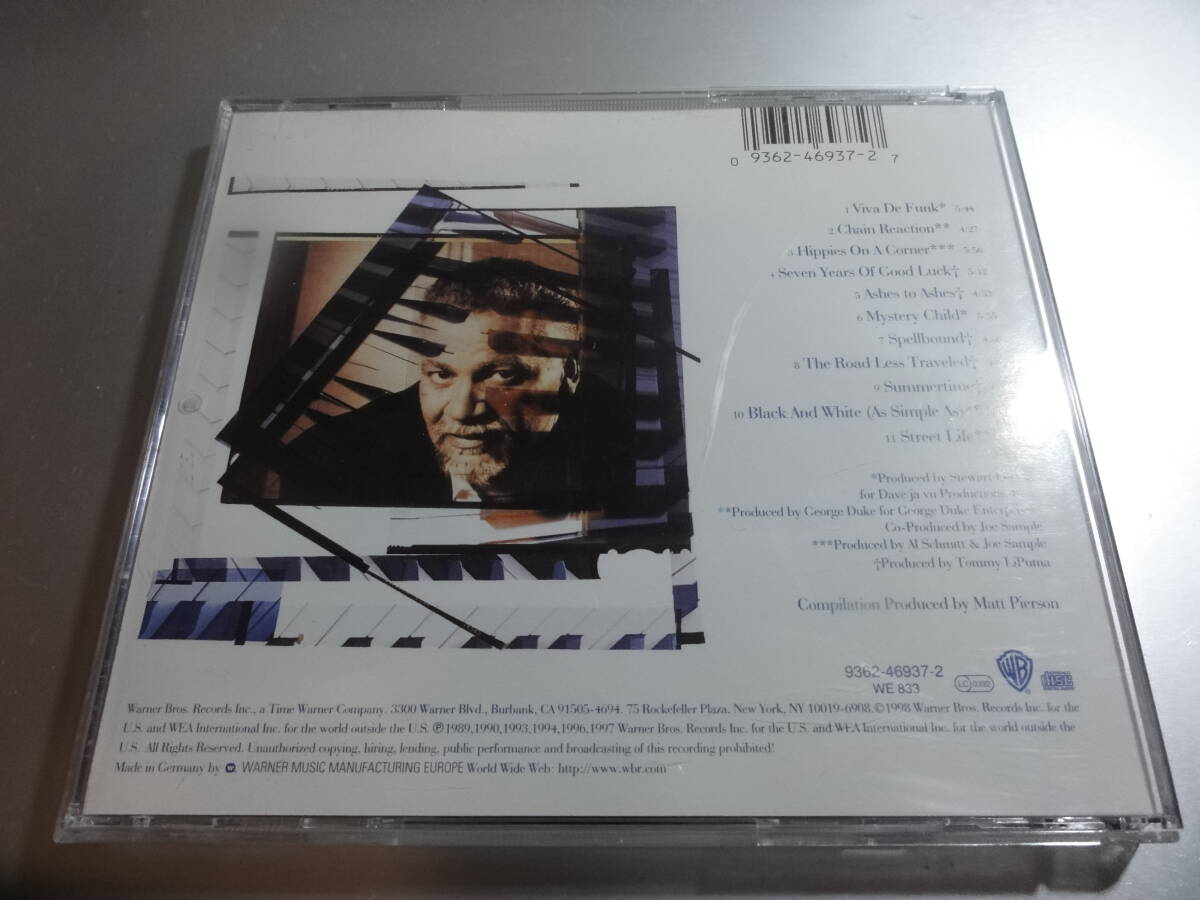 0 9362-46937-2 7
1 Viva De Funk* 5:44
2 Chain Reaction** 4:27
3 Hippies On A Corner*** 5:56
4 Seven Years Of Good Luck† 5:12
5 Ashes to Ashes† 4:53
6 Mystery Child* 5:55
7 Spellbound†
8 The Road Less Traveled†
9 Summertime
10 Black And White (As Simple As)**
11 Street Life**
*Produced by Stewart
for Dave ja vu Productions
**Produced by George Duke for George Duke Enterprises
Co-Produced by Joe Sample
***Produced by Al Schmitt & Joe Sample
†Produced by Tommy LiPuma
Compilation Produced by Matt Pierson
9362-46937-2
WE 833
LC 0392
WB
DISC
Warner Bros. Records Inc., a Time Warner Company. 3300 Warner Blvd., Burbank, CA 91505-4694. 75 Rockefeller Plaza, New York, NY 10019-6908. ©1998 Warner Bros. Records Inc. for the
U.S. and WEA International Inc. for the world outside the U.S. ℗1989,1990,1993,1994,1996,1997 Warner Bros. Records Inc. for the U.S. and WEA International Inc. for the world outside the
U.S. All Rights Reserved. Unauthorized copying, hiring, lending, public performance and broadcasting of this recording prohibited!
Made in Germany by WARNER MUSIC MANUFACTURING EUROPE World Wide Web: http://www.wbr.com